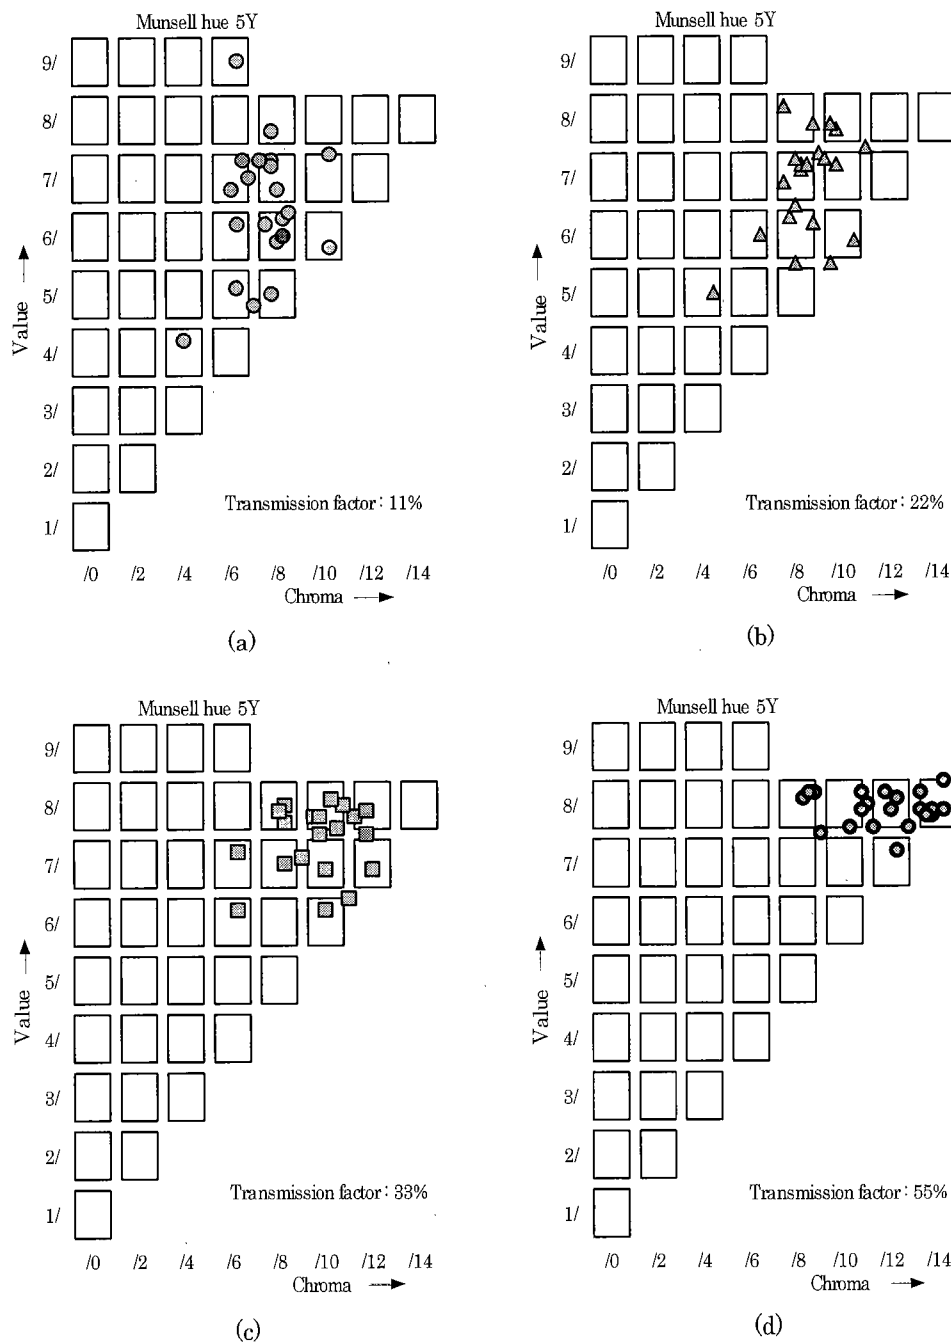 Munsell hue 5Y
9/
8/
7/
6/
5/
4/
3/
2/
1/
Value
Transmission factor : 11%
/0 /2 /4 /6 /8 /10 /12 /14
Chroma
(a)
Munsell hue 5Y
9/
8/
7/
6/
5/
4/
3/
2/
1/
Value
Transmission factor : 22%
/0 /2 /4 /6 /8 /10 /12 /14
Chroma
(b)
Munsell hue 5Y
9/
8/
7/
6/
5/
4/
3/
2/
1/
Value
Transmission factor : 33%
/0 /2 /4 /6 /8 /10 /12 /14
Chroma
(c)
Munsell hue 5Y
9/
8/
7/
6/
5/
4/
3/
2/
1/
Value
Transmission factor : 55%
/0 /2 /4 /6 /8 /10 /12 /14
Chroma
(d)